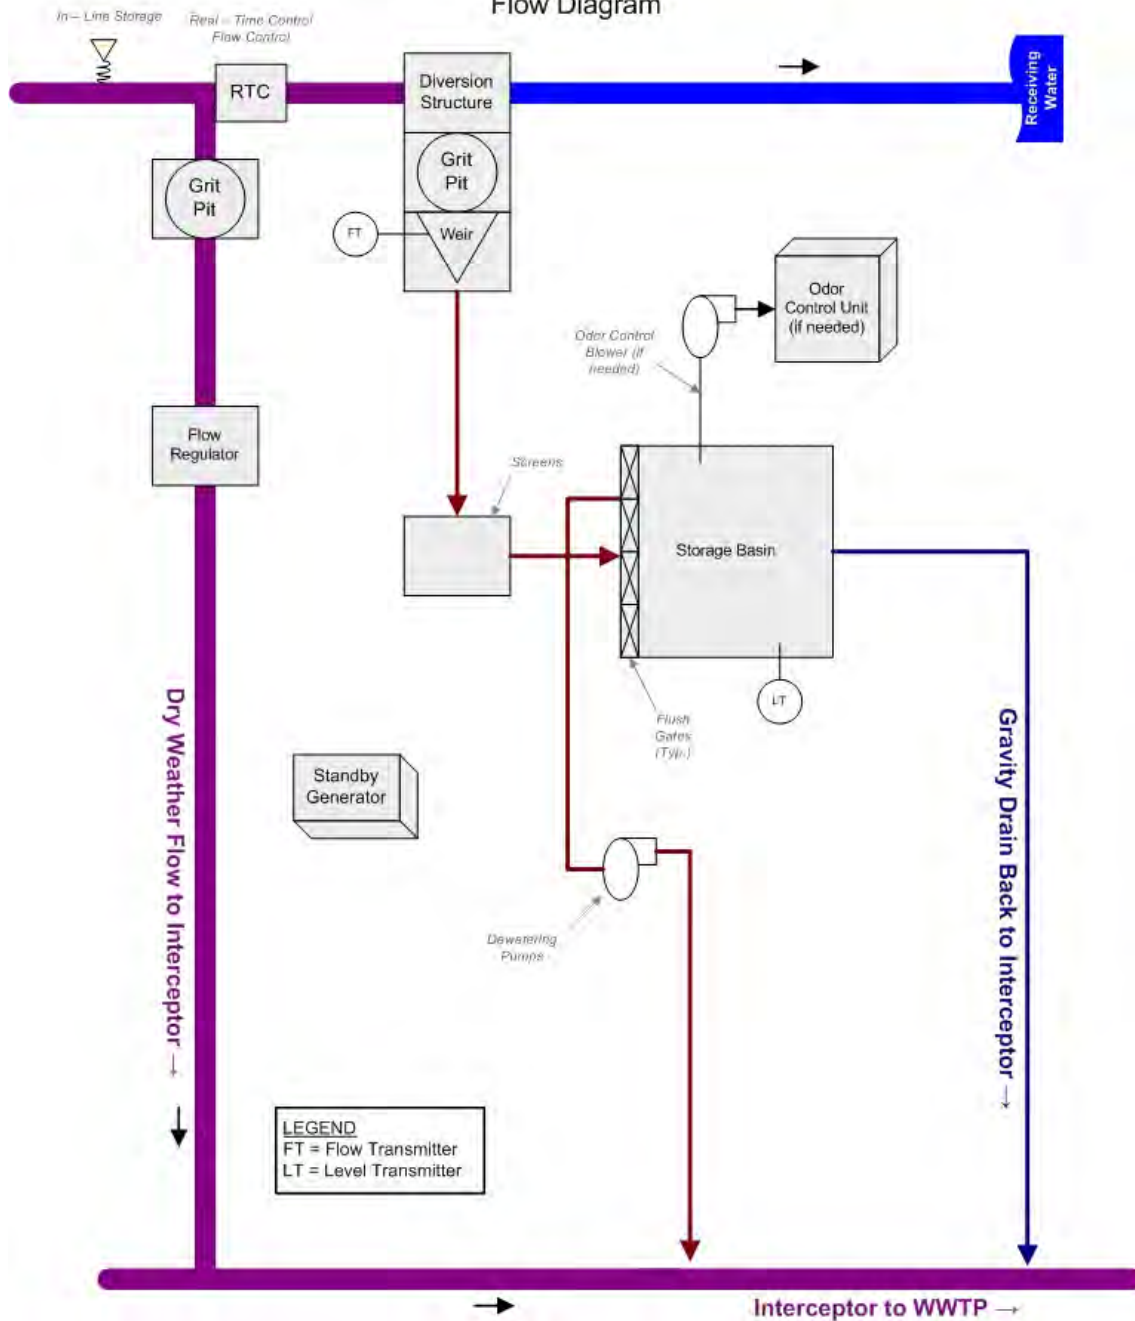 Flow Diagram
In – Line Storage
Real – Time Control
Flow Control
RTC
Diversion
Structure
Receiving
Water
Grit
Pit
Grit
Pit
FT
Weir
Odor
Control Unit
(if needed)
Odor Control
Blower (if
needed)
Flow
Regulator
Screens
Storage Basin
LT
Flush
Gates
(Typ.)
Dry Weather Flow to Interceptor →
Gravity Drain Back to Interceptor →
Standby
Generator
Dewatering
Pumps
LEGEND
FT = Flow Transmitter
LT = Level Transmitter
Interceptor to WWTP →